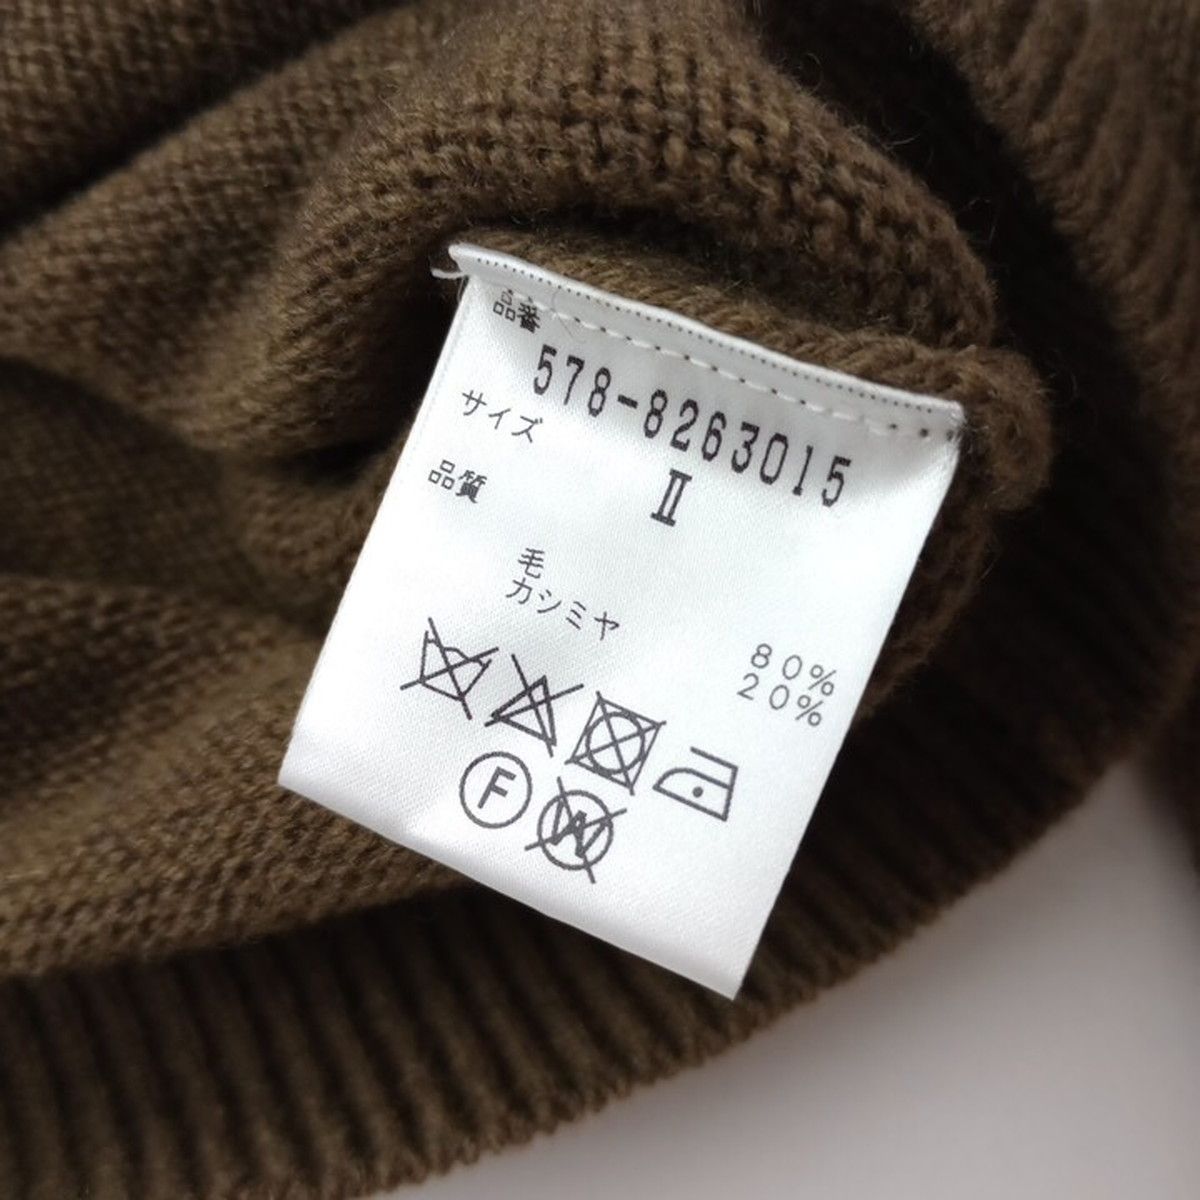 品番
578-8263015
サイズ
II
品質
毛 80%
カシミヤ 20%
F
W